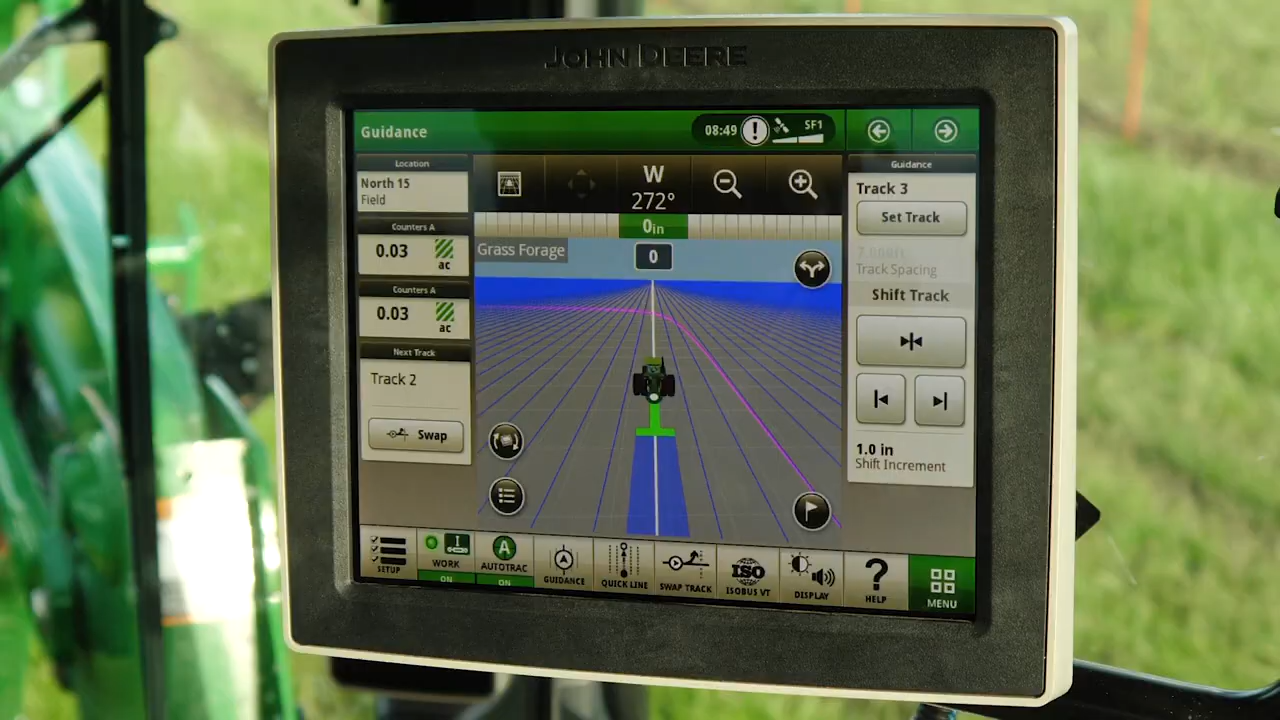 JOHN DEERE
Guidance
08:49
SF1
Location
North 15
Field
Counters A
0.03
ac
Counters A
0.03
ac
Next Track
Track 2
Swap
W
272°
0in
Grass Forage
0
Guidance
Track 3
Set Track
Track Spacing
Shift Track
1.0 in
Shift Increment
SETUP
I
WORK
ON
A
AUTOTRAC
ON
GUIDANCE
QUICK LINE
SWAP TRACK
ISO
ISOBUS VT
DISPLAY
?
HELP
MENU